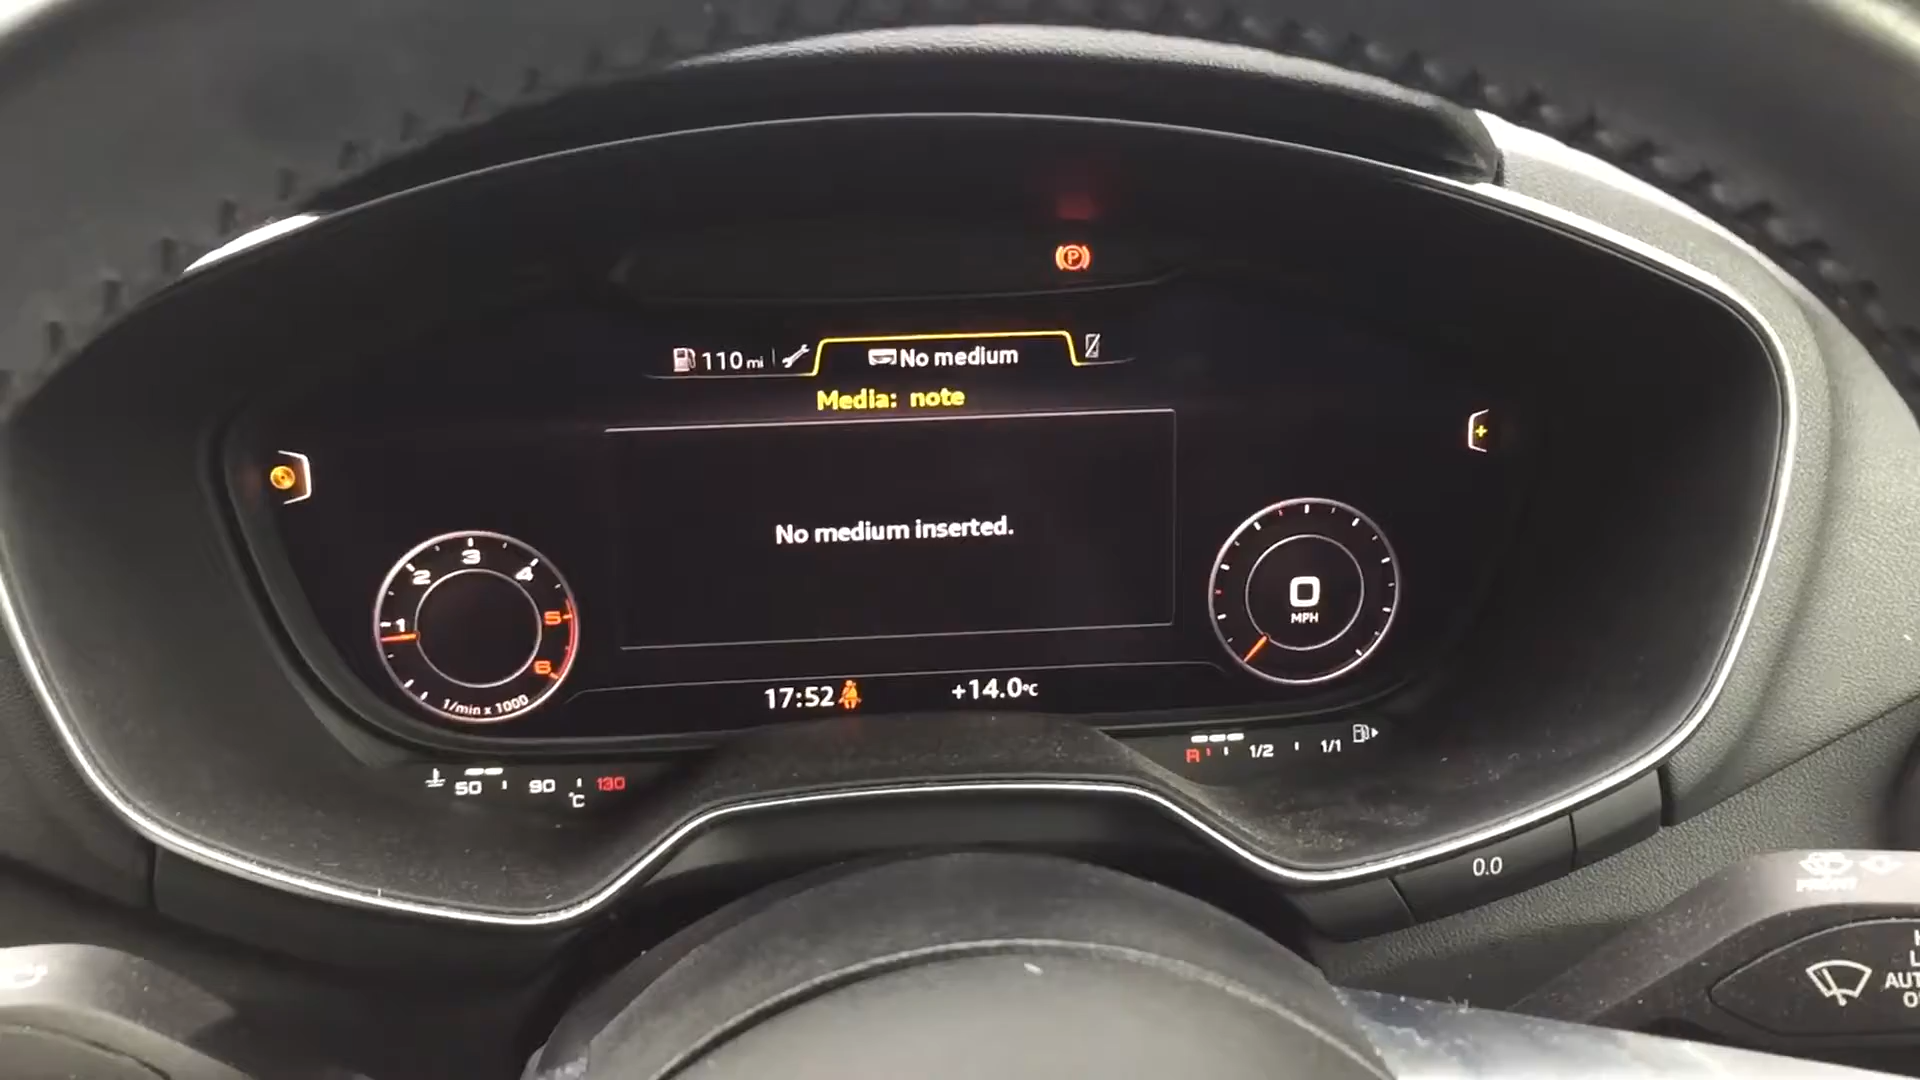 110 mi
No medium
Media: note
No medium inserted.
1
2
3
4
5
6
1/min x 1000
0
MPH
17:52
+14.0°C
50
90
130
°C
R
1/2
1/1
0.0